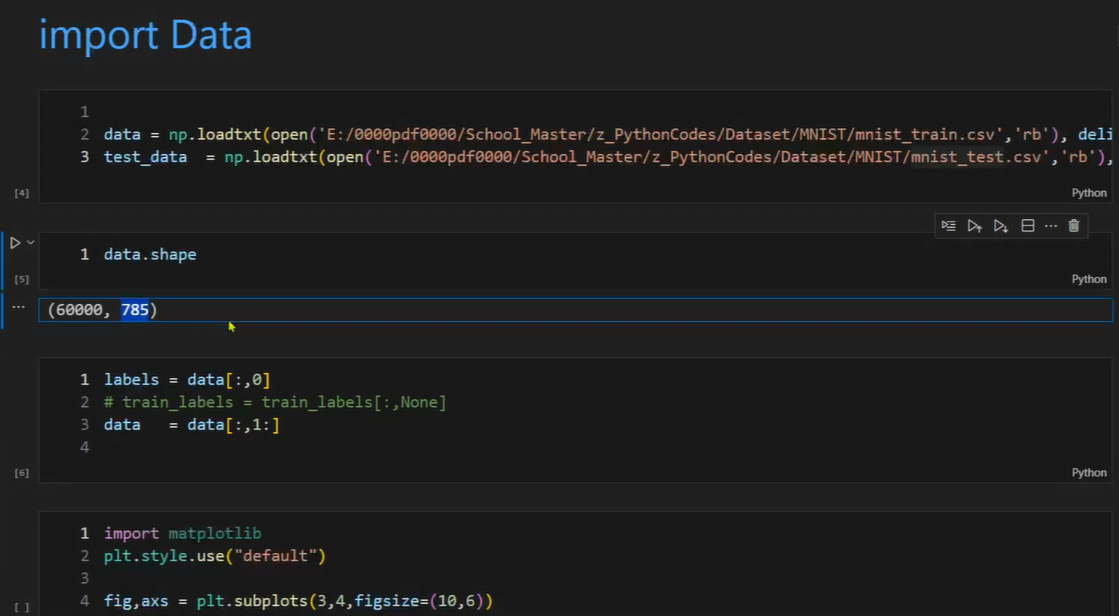 import Data
1
2 data = np.loadtxt(open('E:/0000pdf0000/School_Master/z_PythonCodes/Dataset/MNIST/mnist_train.csv','rb'), deli
3 test_data  = np.loadtxt(open('E:/0000pdf0000/School_Master/z_PythonCodes/Dataset/MNIST/mnist_test.csv','rb'),
[4]
Python
1 data.shape
[5]
Python
(60000, 785)
1 labels = data[:,0]
2 # train_labels = train_labels[:,None]
3 data   = data[:,1:]
4
[6]
Python
1 import matplotlib
2 plt.style.use("default")
3
4 fig,axs = plt.subplots(3,4,figsize=(10,6))
[ ]